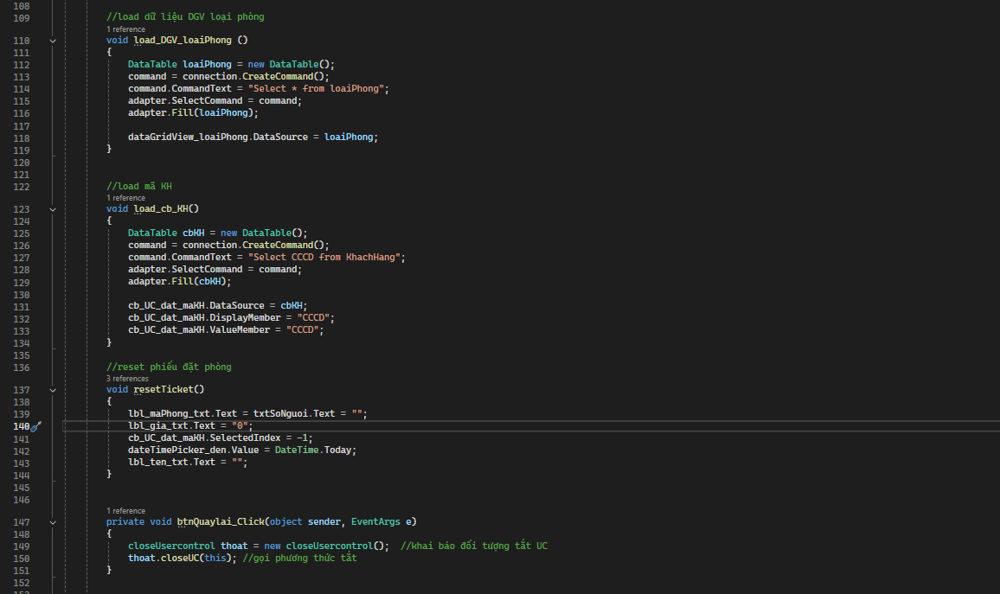 108
109 //load dữ liệu DGV loại phòng
1 reference
110 void load_DGV_loaiPhong ()
111 {
112 DataTable loaiPhong = new DataTable();
113 command = connection.CreateCommand();
114 command.CommandText = "Select * from loaiPhong";
115 adapter.SelectCommand = command;
116 adapter.Fill(loaiPhong);
117
118 dataGridView_loaiPhong.DataSource = loaiPhong;
119 }
120
121
122 //load mã KH
1 reference
123 void load_cb_KH()
124 {
125 DataTable cbKH = new DataTable();
126 command = connection.CreateCommand();
127 command.CommandText = "Select CCCD from KhachHang";
128 adapter.SelectCommand = command;
129 adapter.Fill(cbKH);
130
131 cb_UC_dat_maKH.DataSource = cbKH;
132 cb_UC_dat_maKH.DisplayMember = "CCCD";
133 cb_UC_dat_maKH.ValueMember = "CCCD";
134 }
135
136 //reset phiếu đặt phòng
3 references
137 void resetTicket()
138 {
139 lbl_maPhong_txt.Text = txtSoNguoi.Text = "";
140 lbl_gia_txt.Text = "0";
141 cb_UC_dat_maKH.SelectedIndex = -1;
142 dateTimePicker_den.Value = DateTime.Today;
143 lbl_ten_txt.Text = "";
144 }
145
146
1 reference
147 private void btnQuaylai_Click(object sender, EventArgs e)
148 {
149 closeUsercontrol thoat = new closeUsercontrol(); //khai báo đối tượng tắt UC
150 thoat.closeUC(this); //gọi phương thức tắt
151 }
152
153